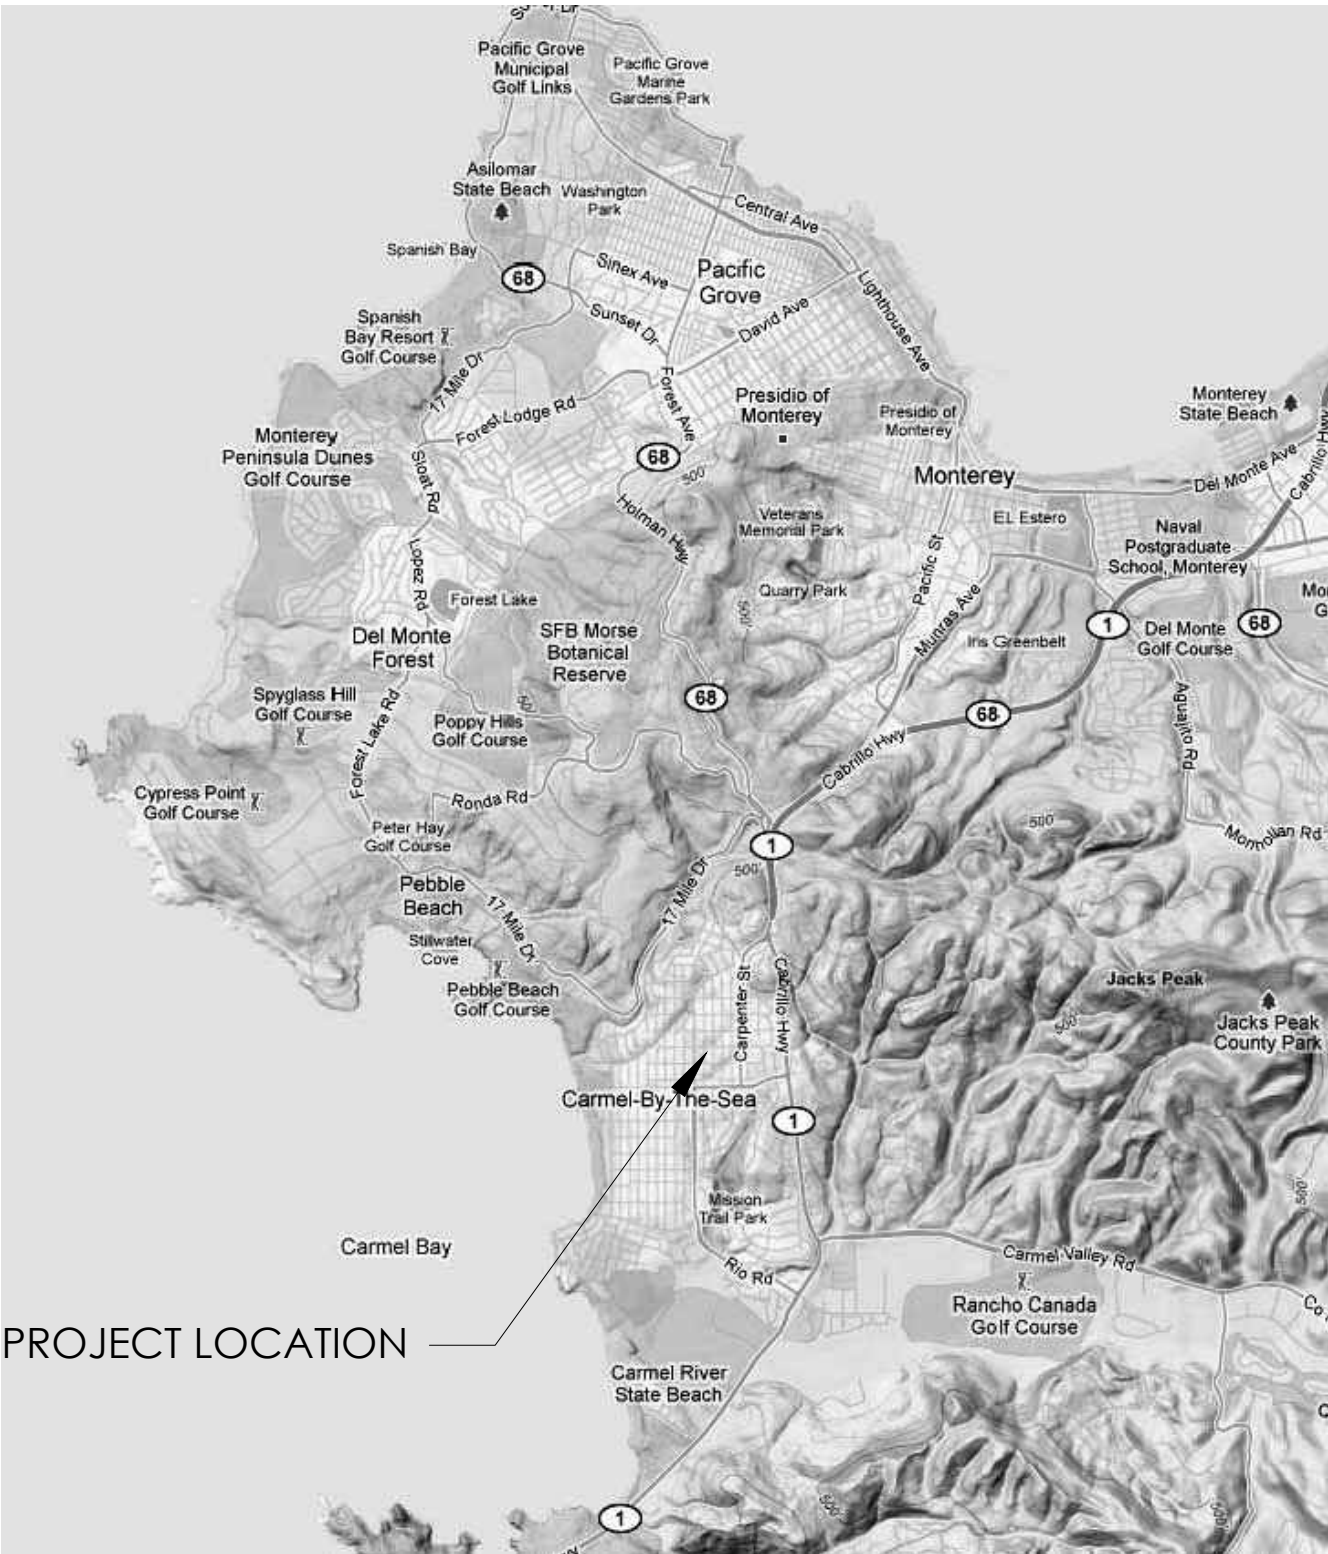 Pacific Grove
Municipal
Golf Links
Pacific Grove
Marine
Gardens Park
Asilomar
State Beach
Washington
Park
Central Ave
Spanish Bay
68
Sinex Ave
Pacific
Grove
Lighthouse Ave
Spanish
Bay Resort
Golf Course
Sunset Dr
David Ave
17 Mile Dr
Forest Lodge Rd
Forest Ave
Presidio of
Monterey
Presidio of
Monterey
Monterey
State Beach
Monterey
Peninsula Dunes
Golf Course
Sloat Rd
68
500'
Monterey
Del Monte Ave
Cabrillo Hwy
Holman Hwy
Veterans
Memorial Park
EL Estero
Naval
Postgraduate
School, Monterey
Lopez Rd
Forest Lake
Quarry Park
500'
Pacific St
Munras Ave
1
68
Del Monte
Forest
SFB Morse
Botanical
Reserve
Iris Greenbelt
Del Monte
Golf Course
Spyglass Hill
Golf Course
Forest Lake Rd
Poppy Hills
Golf Course
68
68
Aguajito Rd
Cabrillo Hwy
Cypress Point
Golf Course
Ronda Rd
Peter Hay
Golf Course
1
500
500'
17 Mile Dr
Pebble
Beach
17 Mile Dr
Stillwater
Cove
Pebble Beach
Golf Course
Carpenter St
Cabrillo Hwy
Jacks Peak
500'
Jacks Peak
County Park
Carmel-By-The-Sea
1
Mission
Trail Park
500'
Carmel Bay
Rio Rd
Carmel Valley Rd
Rancho Canada
Golf Course
PROJECT LOCATION
Carmel River
State Beach
500'
500'
1